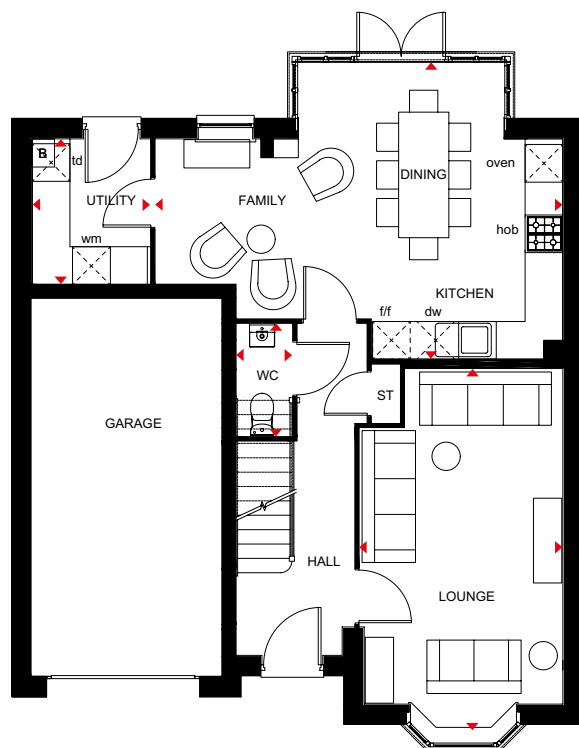 B
td
oven
DINING
UTILITY
FAMILY
hob
wm
KITCHEN
f/f
dw
WC
ST
GARAGE
HALL
LOUNGE